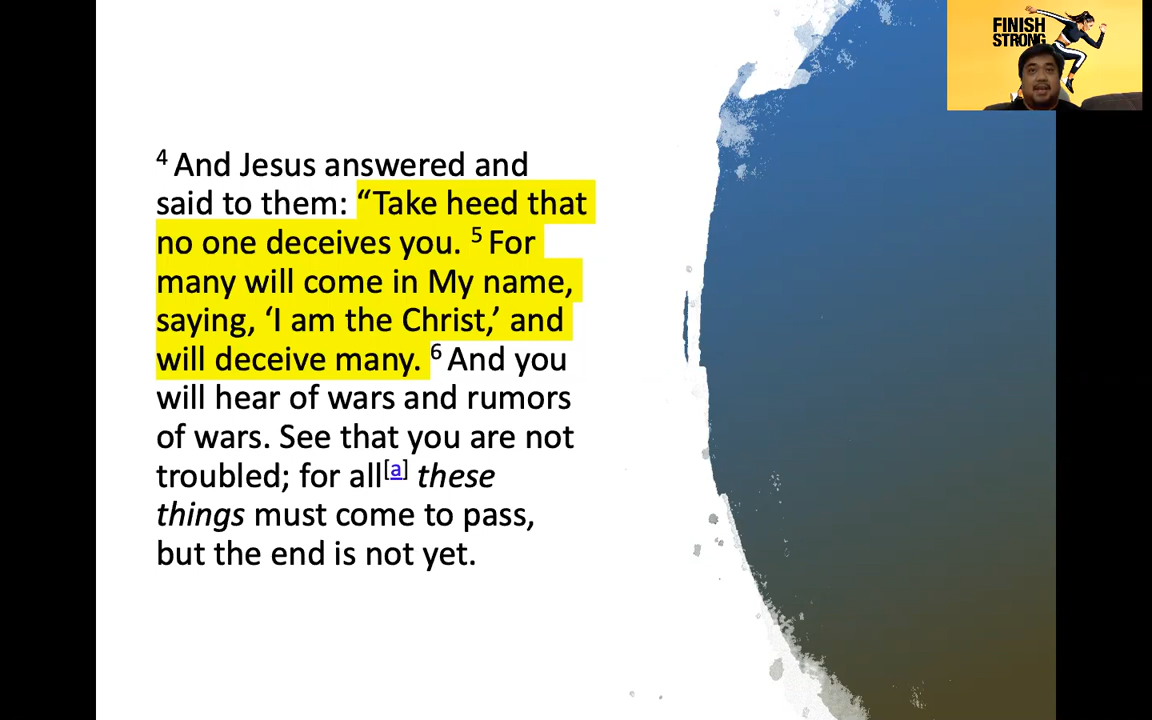 FINISH
STRONG
⁴ And Jesus answered and
said to them: “Take heed that
no one deceives you. ⁵ For
many will come in My name,
saying, ‘I am the Christ,’ and
will deceive many. ⁶ And you
will hear of wars and rumors
of wars. See that you are not
troubled; for all[a] these
things must come to pass,
but the end is not yet.